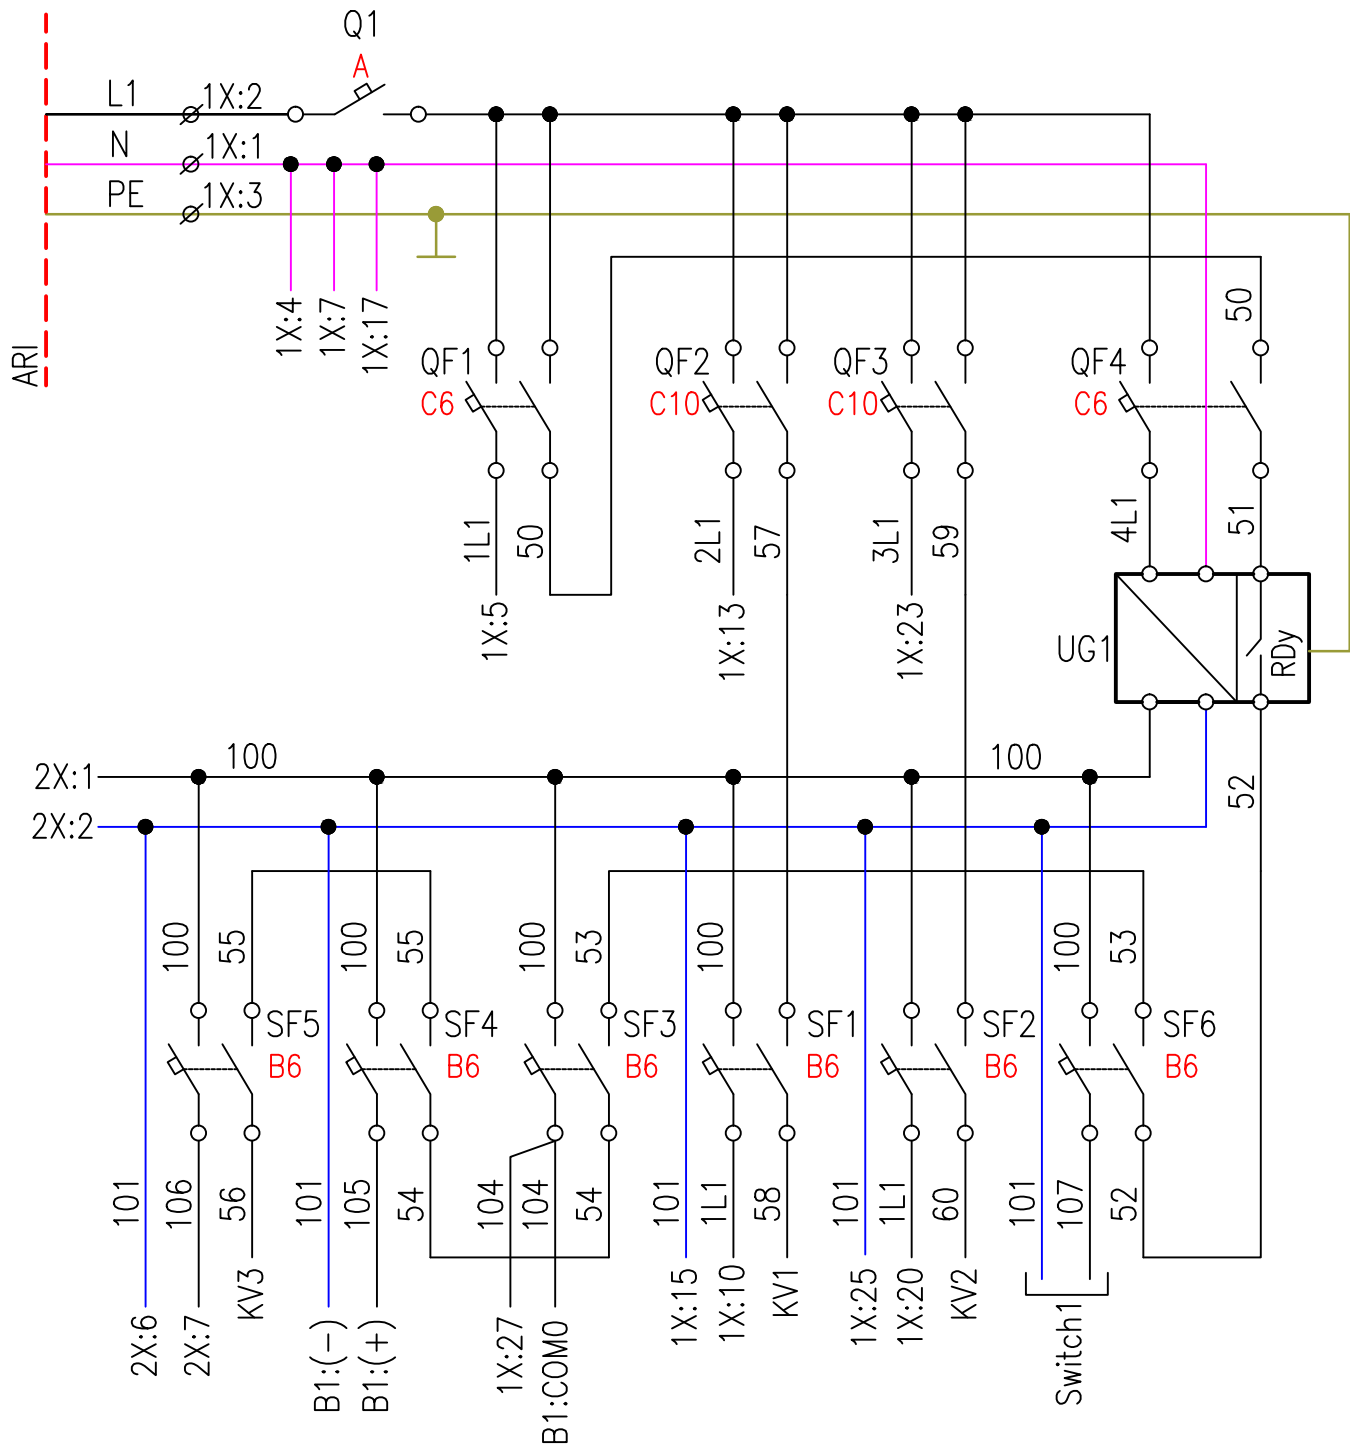 Q1
A
L1
1X:2
N
1X:1
PE
1X:3
ARI
1X:4
1X:7
1X:17
50
QF1
C6
QF2
C10
QF3
C10
QF4
C6
1L1
50
2L1
57
3L1
59
4L1
51
1X:5
1X:13
1X:23
UG1
RDy
2X:1
100
100
2X:2
52
100
55
100
55
100
53
100
100
53
SF5
B6
SF4
B6
SF3
B6
SF1
B6
SF2
B6
SF6
B6
101
106
56
101
105
54
104
104
54
101
1L1
58
101
1L1
60
101
107
52
2X:6
2X:7
KV3
B1:(-)
B1:(+)
1X:27
B1:COM0
1X:15
1X:10
KV1
1X:25
1X:20
KV2
Switch1